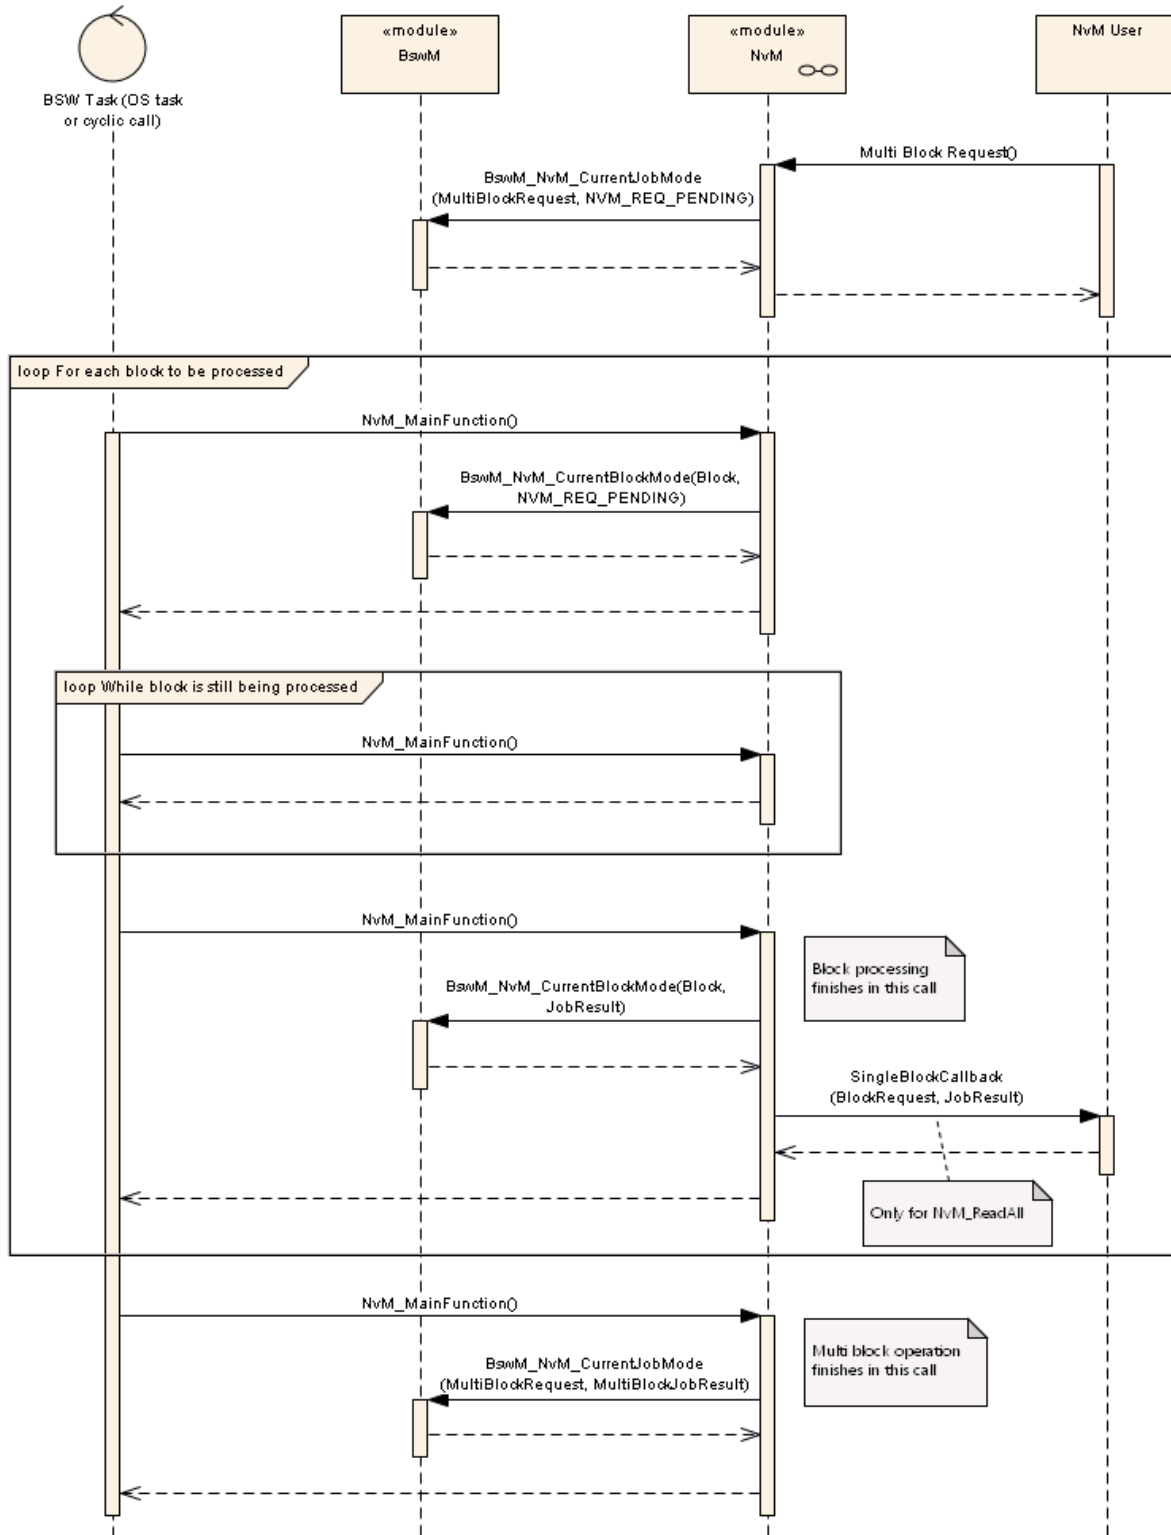 «module»
BswM
«module»
NvM
NvM User
BSW Task (OS task
or cyclic call)
Multi Block Request()
BswM_NvM_CurrentJobMode
(MultiBlockRequest, NVM_REQ_PENDING)
loop For each block to be processed
NvM_MainFunction()
BswM_NvM_CurrentBlockMode(Block,
NVM_REQ_PENDING)
loop While block is still being processed
NvM_MainFunction()
NvM_MainFunction()
Block processing
finishes in this call
BswM_NvM_CurrentBlockMode(Block,
JobResult)
SingleBlockCallback
(BlockRequest, JobResult)
Only for NvM_ReadAll
NvM_MainFunction()
Multi block operation
finishes in this call
BswM_NvM_CurrentJobMode
(MultiBlockRequest, MultiBlockJobResult)